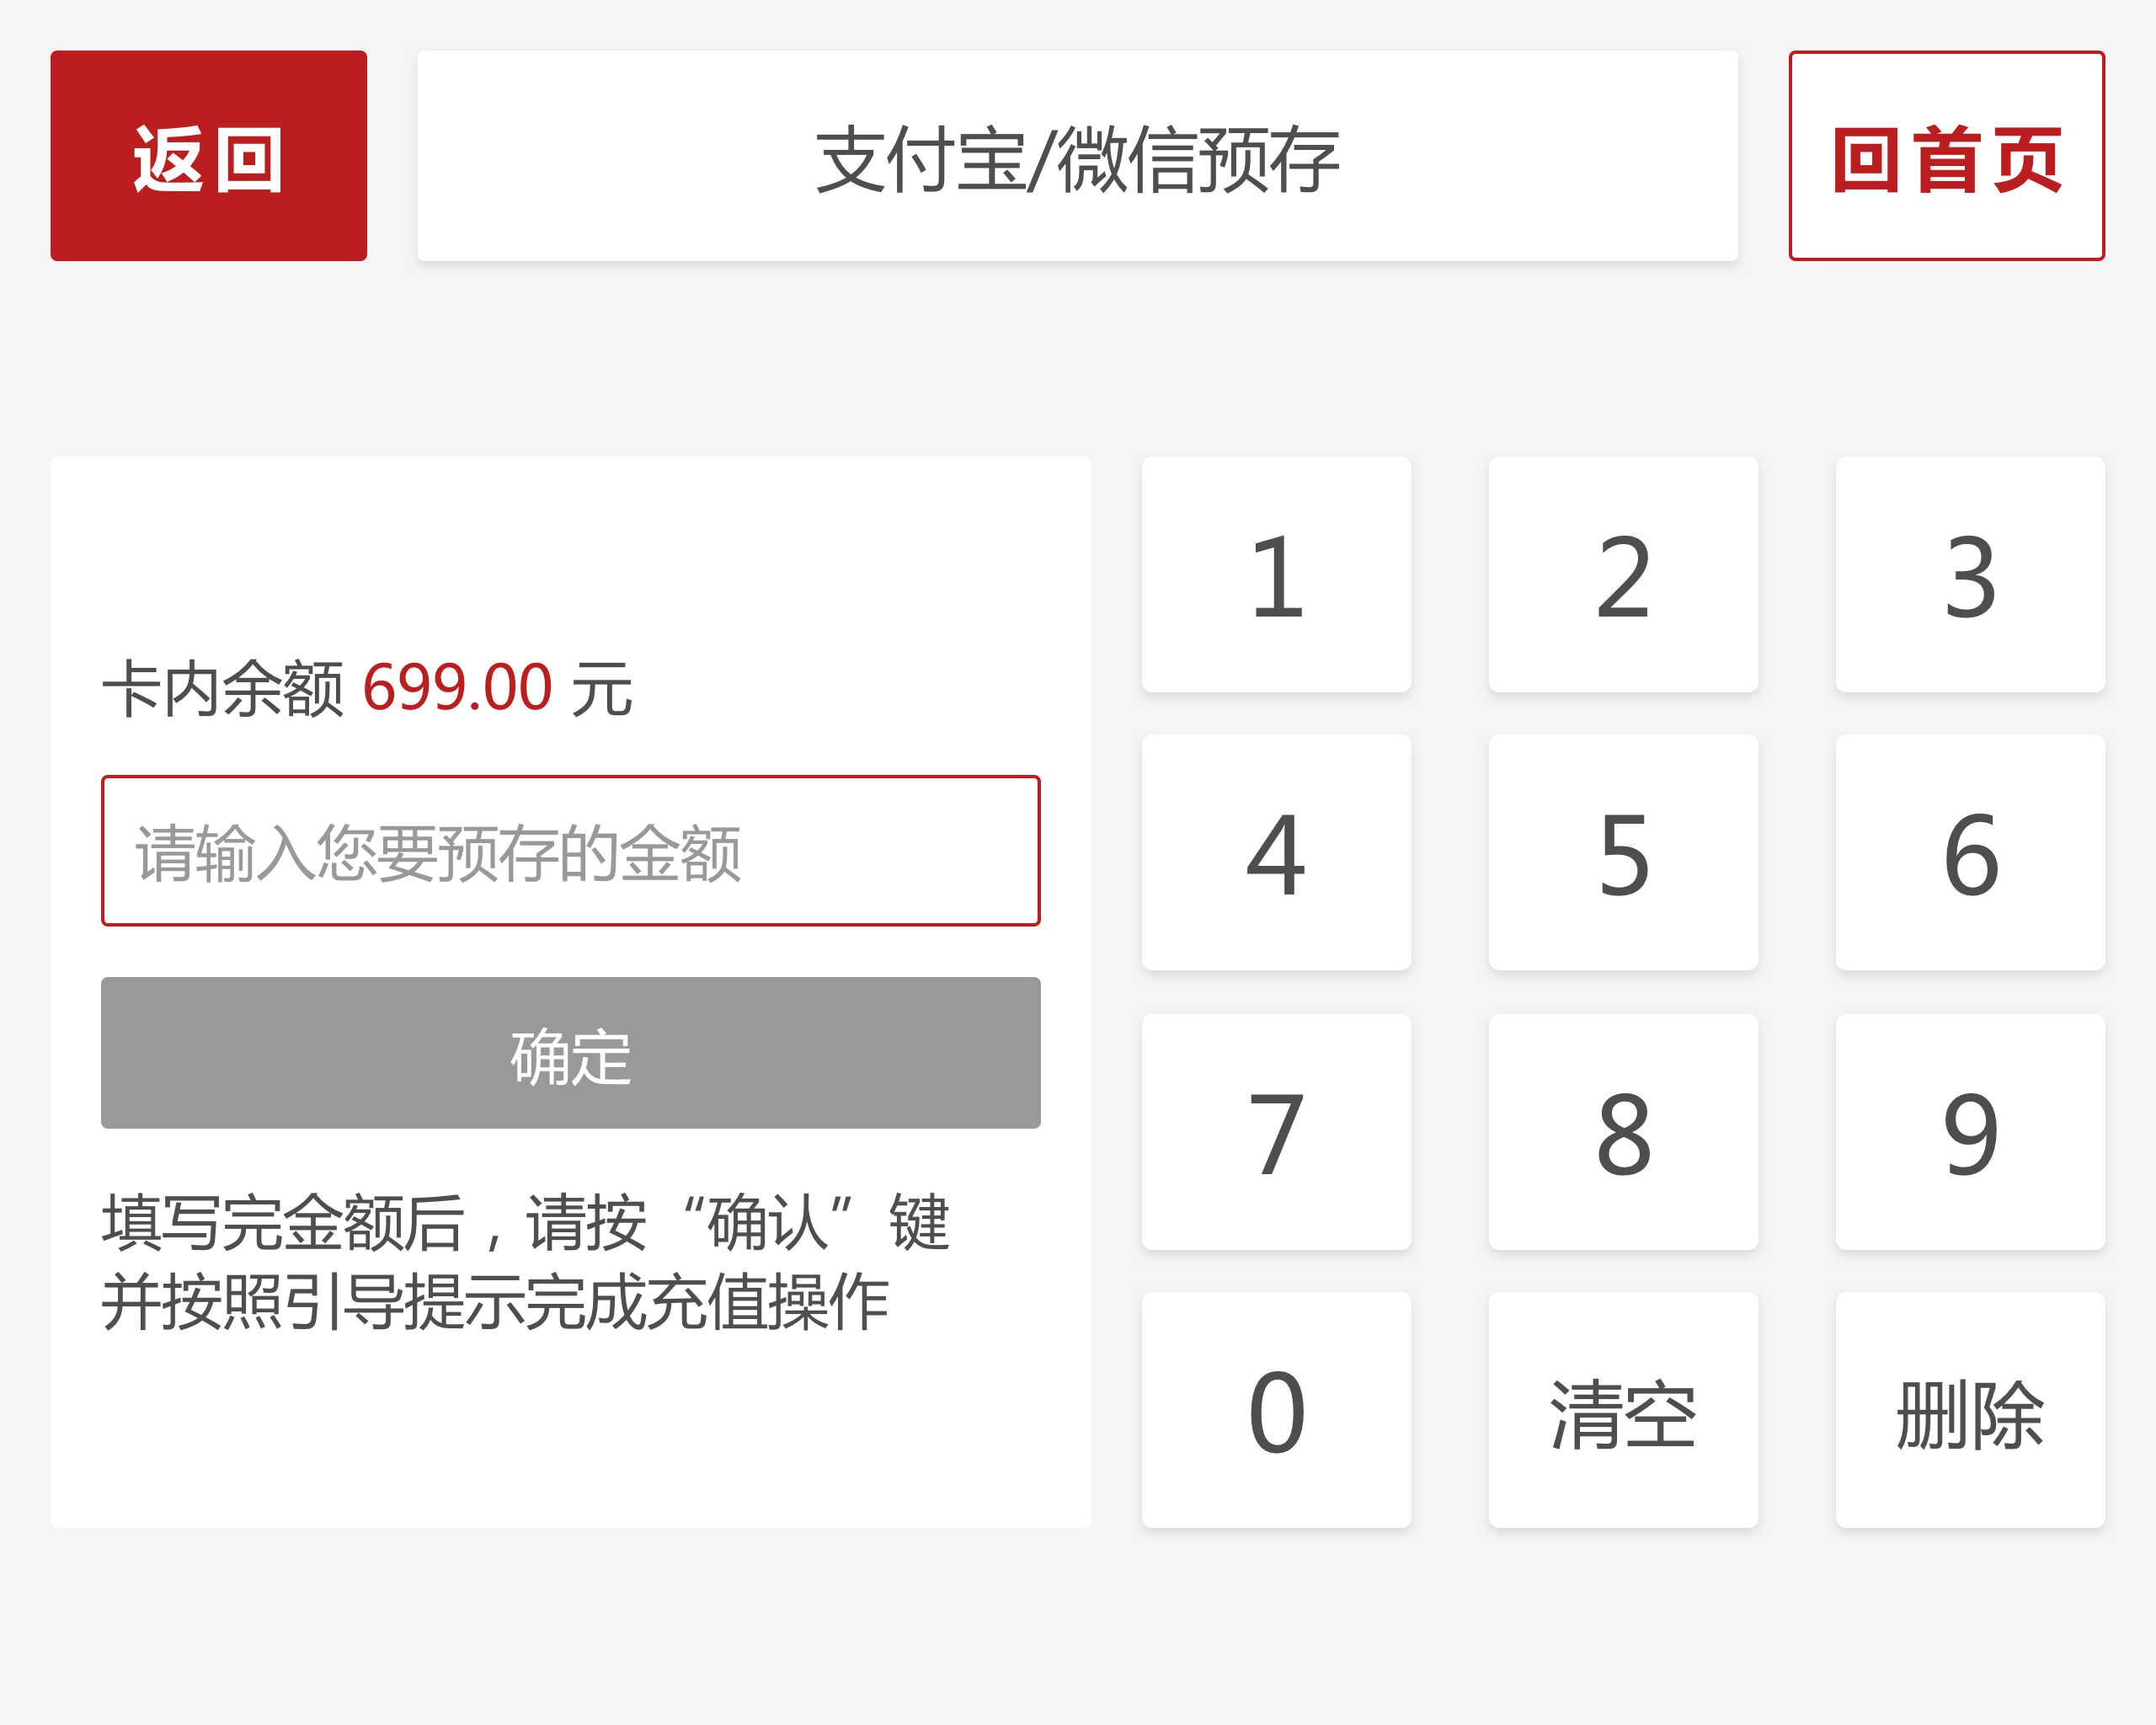 返回
支付宝/微信预存
回首页
卡内余额 699.00 元
请输入您要预存的金额
确定
填写完金额后，请按“确认”键
并按照引导提示完成充值操作
1
2
3
4
5
6
7
8
9
0
清空
删除